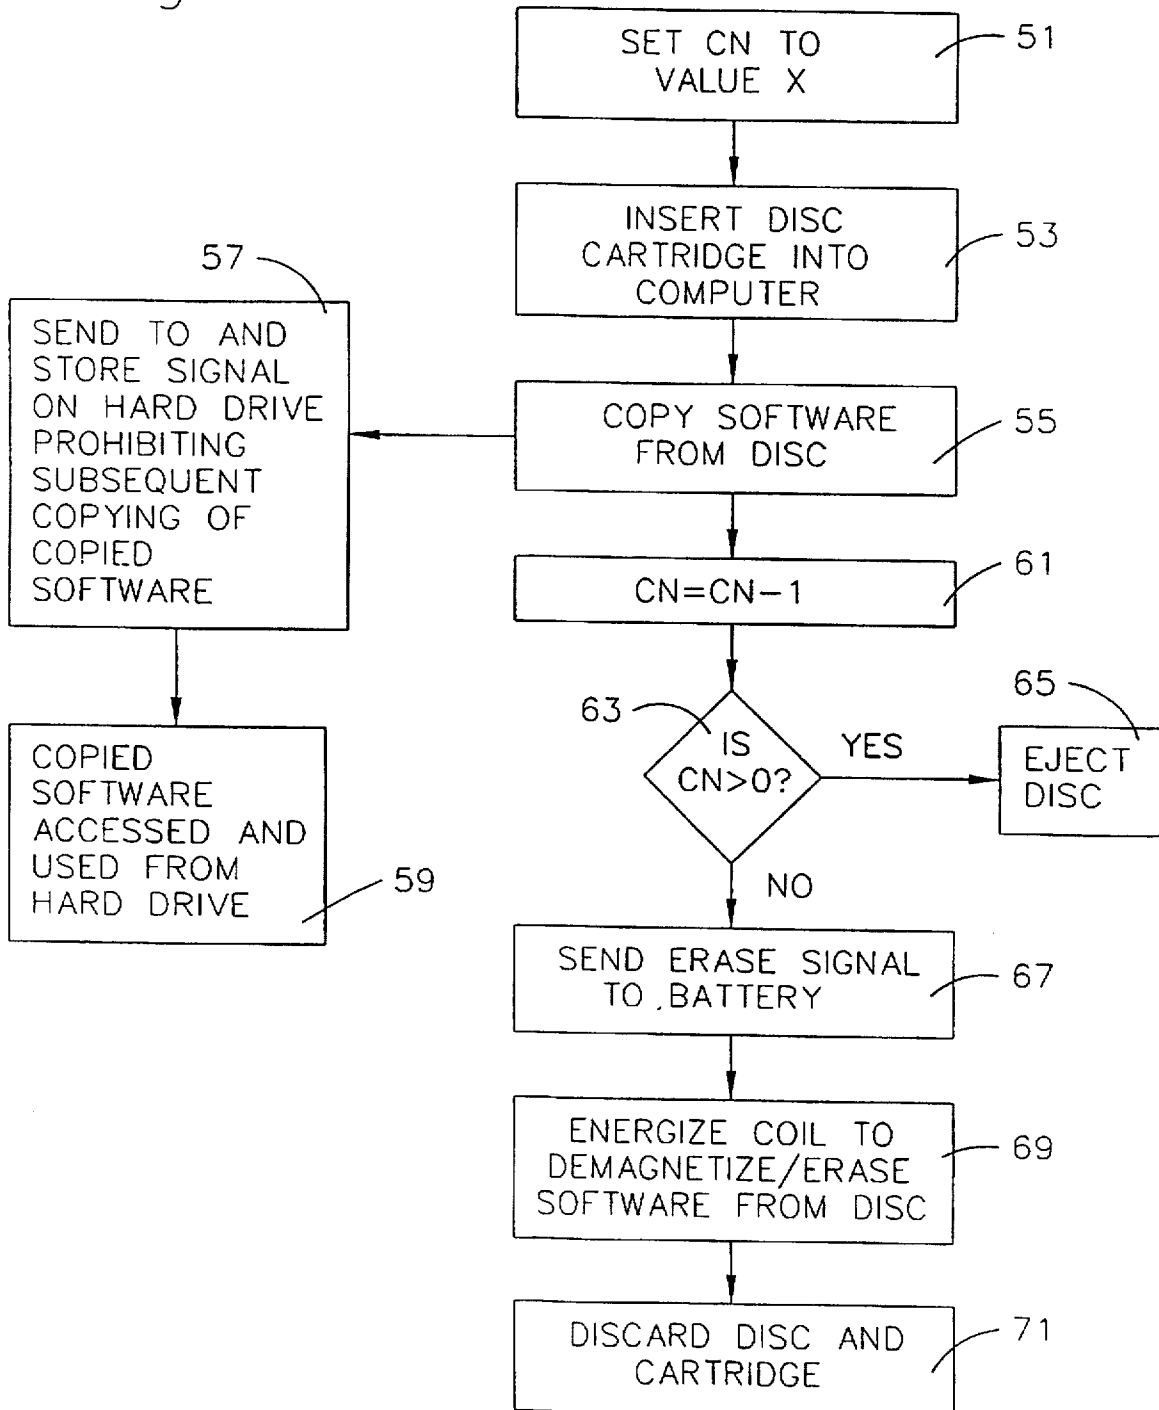 SET CN TO
VALUE X
51
INSERT DISC
CARTRIDGE INTO
COMPUTER
53
57
SEND TO AND
STORE SIGNAL
ON HARD DRIVE
PROHIBITING
SUBSEQUENT
COPYING OF
COPIED
SOFTWARE
COPY SOFTWARE
FROM DISC
55
CN=CN-1
61
63
IS
CN>0?
YES
65
EJECT
DISC
COPIED
SOFTWARE
ACCESSED AND
USED FROM
HARD DRIVE
59
NO
SEND ERASE SIGNAL
TO BATTERY
67
ENERGIZE COIL TO
DEMAGNETIZE/ERASE
SOFTWARE FROM DISC
69
DISCARD DISC AND
CARTRIDGE
71